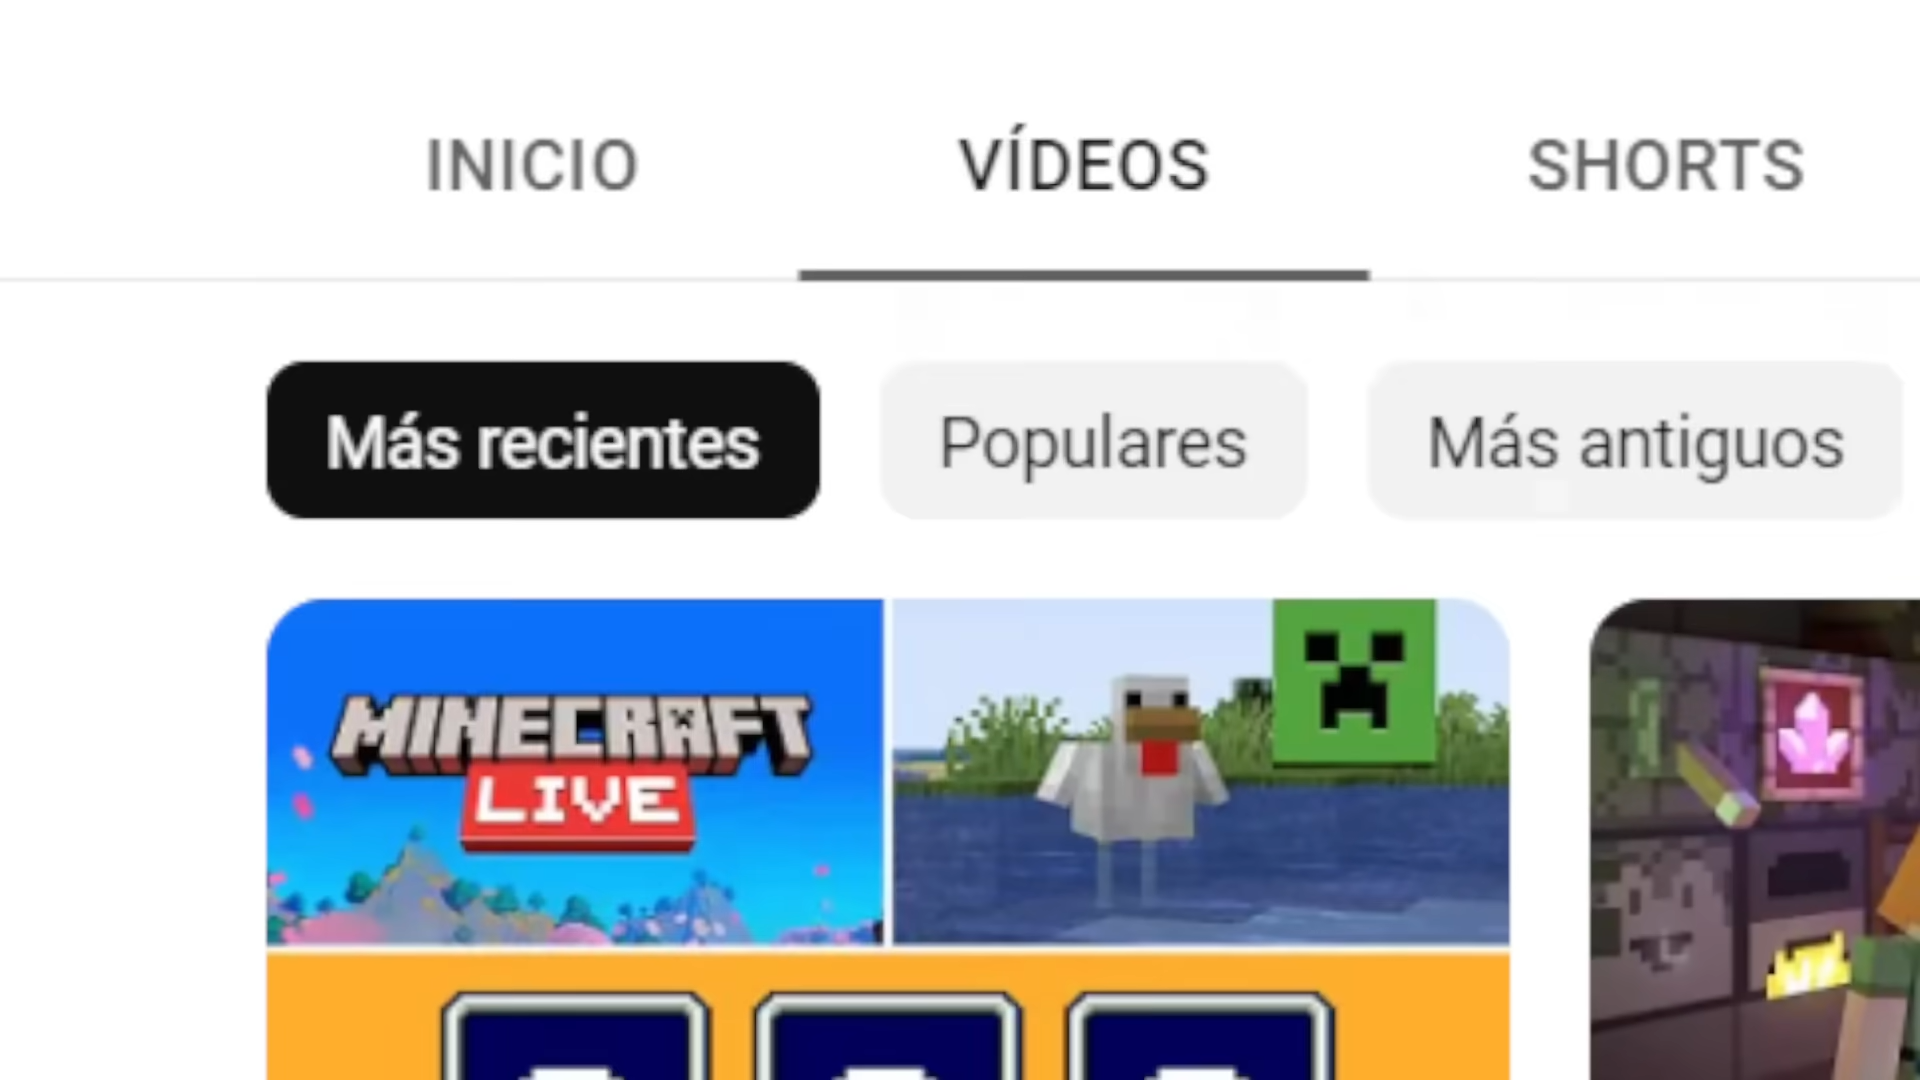 INICIO VÍDEOS SHORTS
Más recientes Populares Más antiguos
MINECRAFT
LIVE